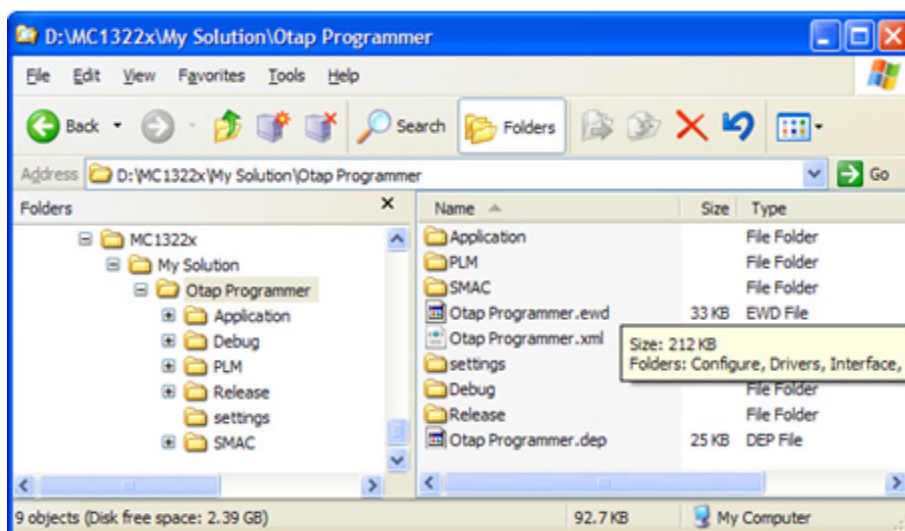 D:\MC1322x\My Solution\Otap Programmer
File Edit View Favorites Tools Help
Back Search Folders
Address D:\MC1322x\My Solution\Otap Programmer Go
Folders
MC1322x
My Solution
Otap Programmer
Application
Debug
PLM
Release
settings
SMAC
Name Size Type
Application File Folder
PLM File Folder
SMAC File Folder
Otap Programmer.ewd 33 KB EWD File
Otap Programmer.xml
settings
Debug File Folder
Release File Folder
Otap Programmer.dep 25 KB DEP File
Size: 212 KB
Folders: Configure, Drivers, Interface,
9 objects (Disk free space: 2.39 GB) 92.7 KB My Computer